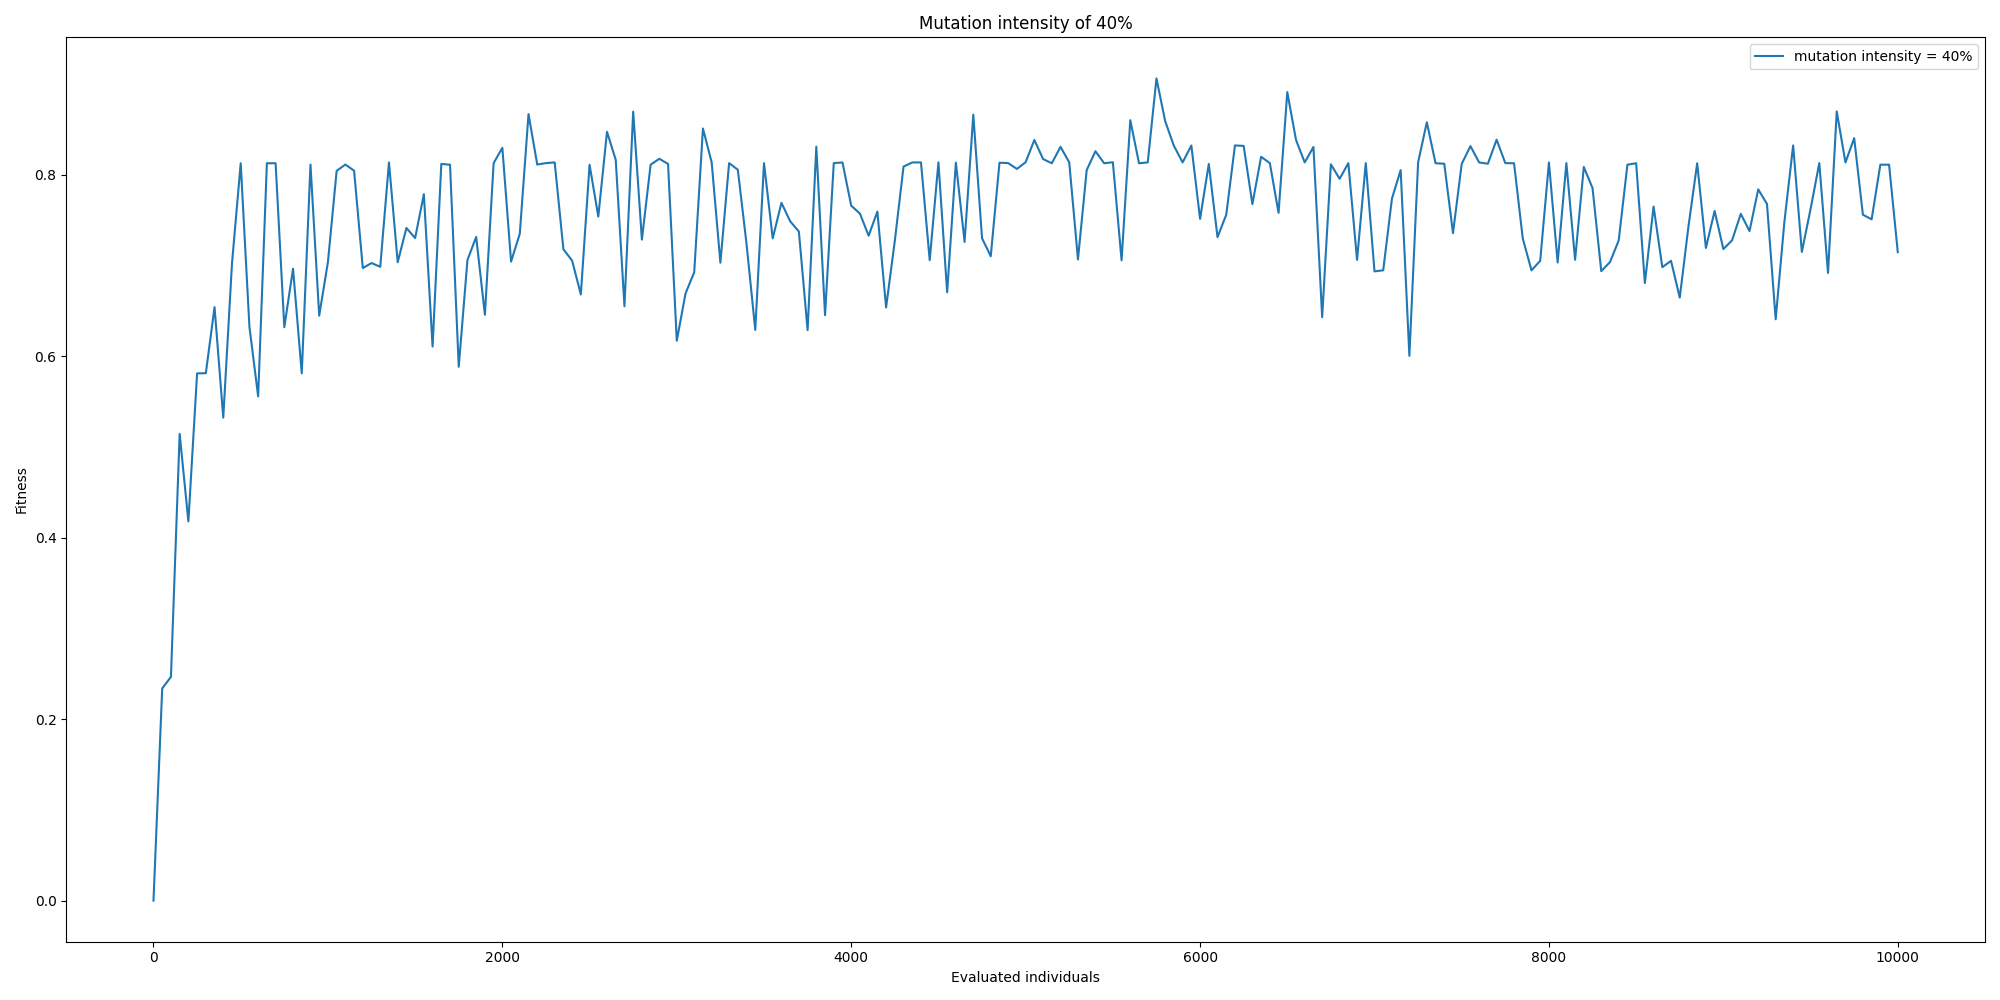 Mutation intensity of 40%
mutation intensity = 40%
Fitness
0.8
0.6
0.4
0.2
0.0
0
2000
4000
6000
8000
10000
Evaluated individuals